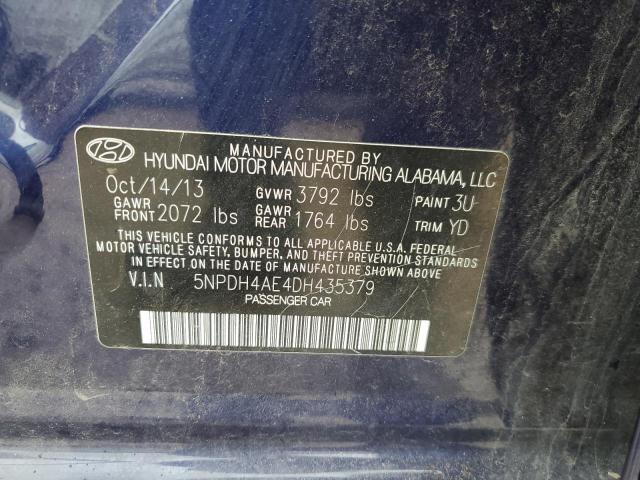 MANUFACTURED BY
HYUNDAI MOTOR MANUFACTURING ALABAMA, LLC
Oct/14/13 GVWR 3792 lbs PAINT 3U
GAWR FRONT 2072 lbs GAWR REAR 1764 lbs TRIM YD
THIS VEHICLE CONFORMS TO ALL APPLICABLE U.S.A. FEDERAL
MOTOR VEHICLE SAFETY, BUMPER, AND THEFT PREVENTION STANDARDS
IN EFFECT ON THE DATE OF MANUFACTURE SHOWN ABOVE
V.I.N 5NPDH4AE4DH435379
PASSENGER CAR